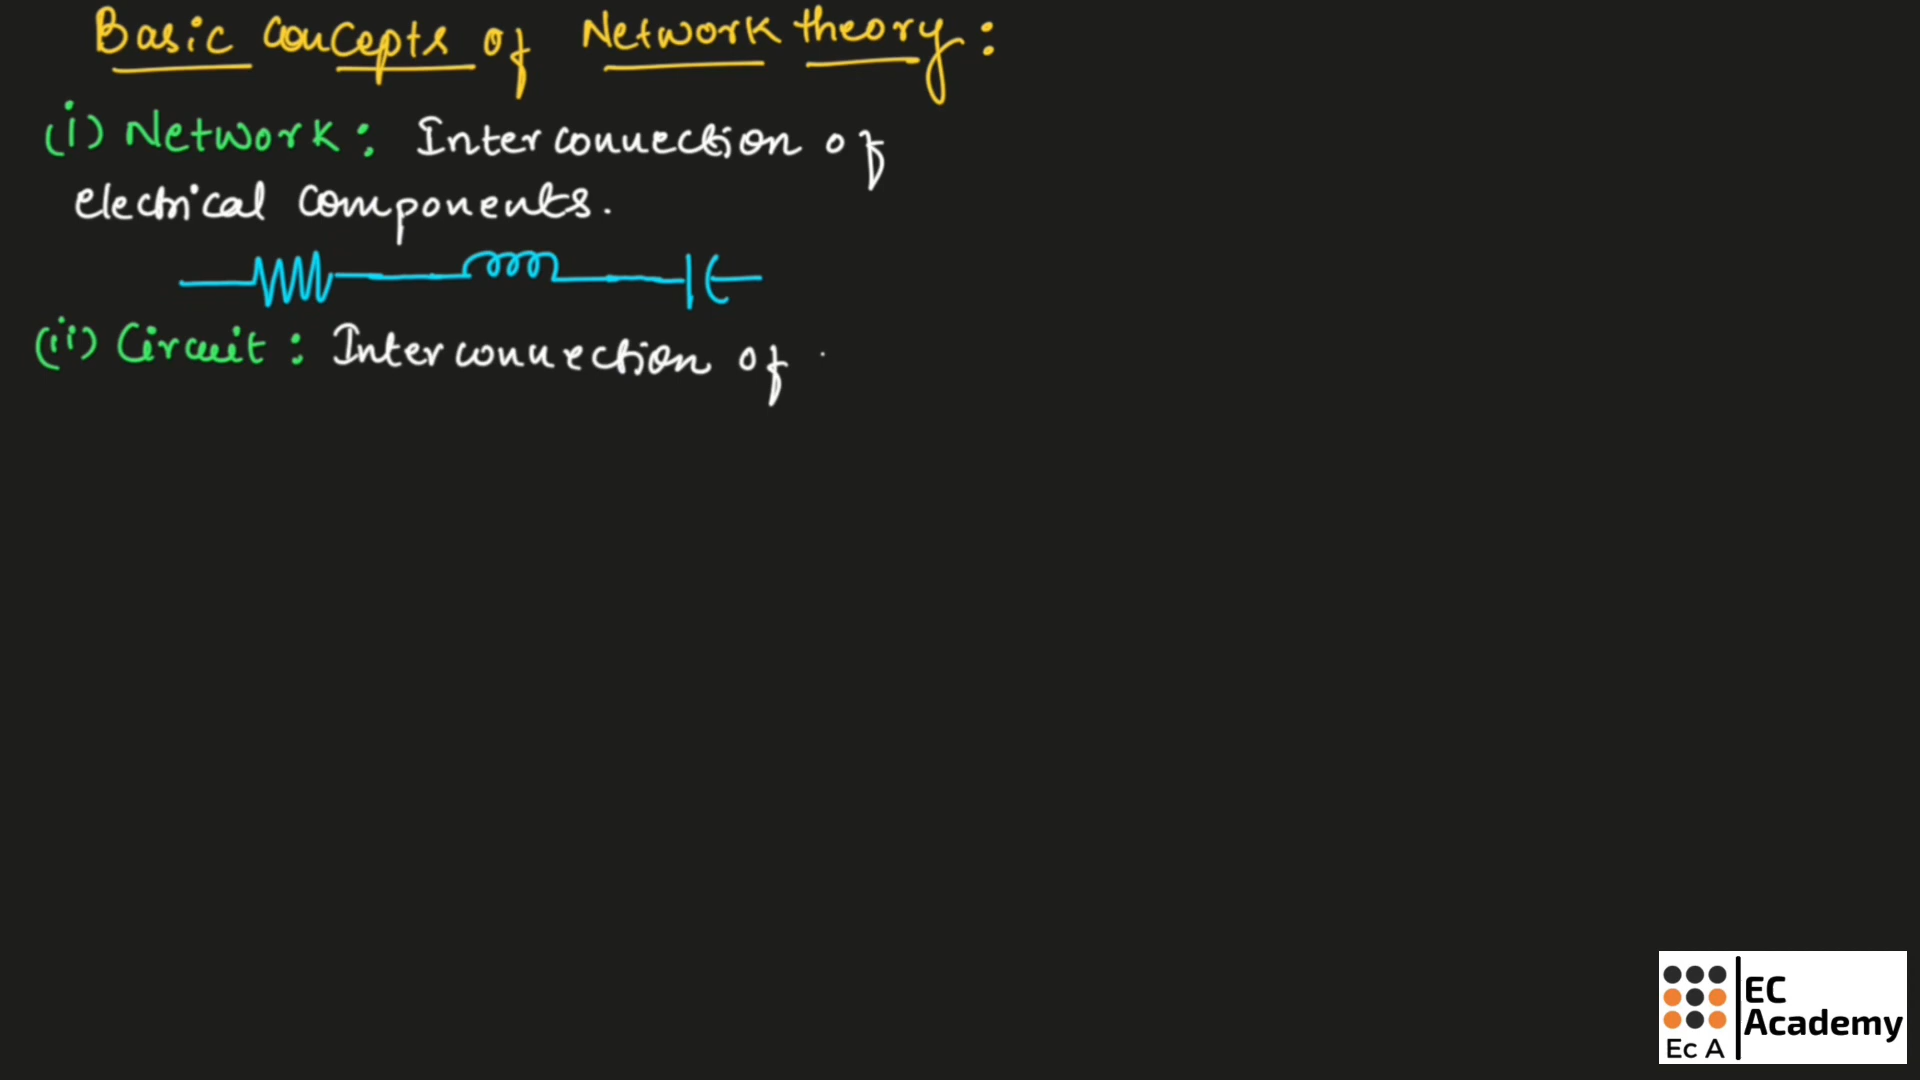 Basic Concepts of Network theory:
(i) Network: Interconnection of
electrical components.
(ii) Circuit: Interconnection of
EC
Academy
Ec A